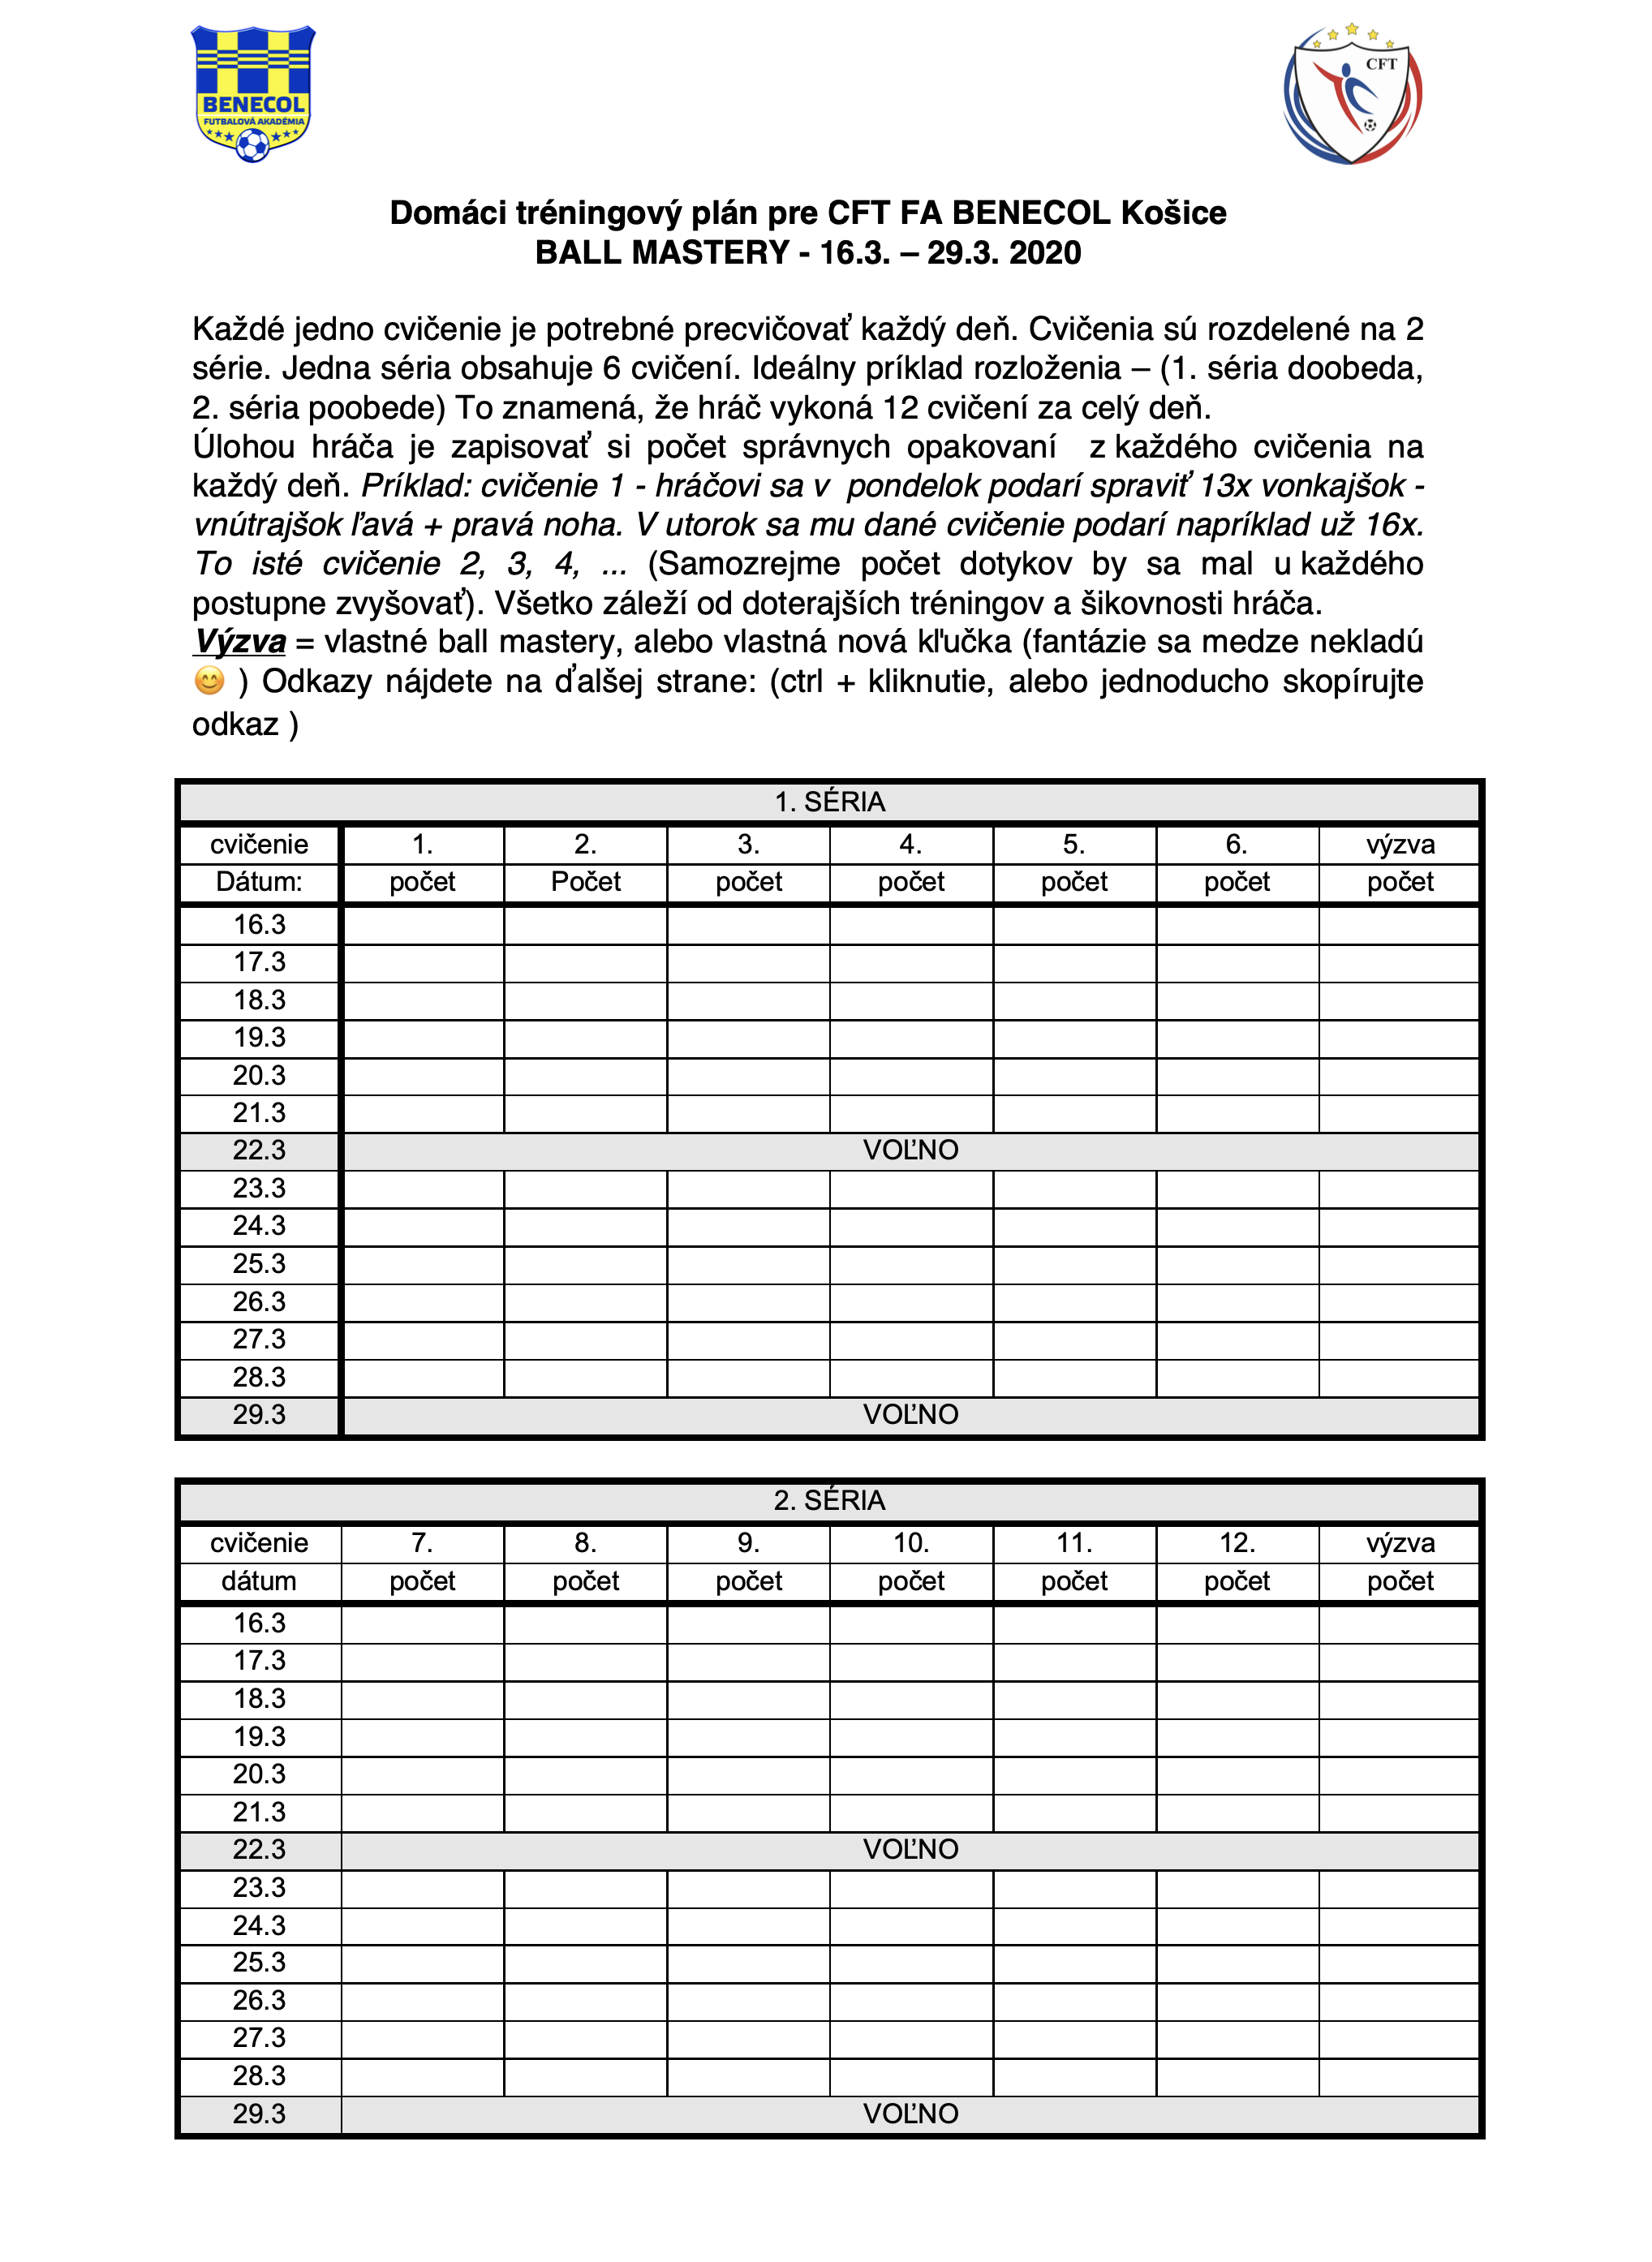 BENECOL
FUTBALOVÁ AKADÉMIA
CFT
Domáci tréningový plán pre CFT FA BENECOL Košice
BALL MASTERY - 16.3. – 29.3. 2020
Každé jedno cvičenie je potrebné precvičovať každý deň. Cvičenia sú rozdelené na 2
série. Jedna séria obsahuje 6 cvičení. Ideálny príklad rozloženia – (1. séria doobeda,
2. séria poobede) To znamená, že hráč vykoná 12 cvičení za celý deň.
Úlohou hráča je zapisovať si počet správnych opakovaní z každého cvičenia na
každý deň. Príklad: cvičenie 1 - hráčovi sa v pondelok podarí spraviť 13x vonkajšok -
vnútrajšok ľavá + pravá noha. V utorok sa mu dané cvičenie podarí napríklad už 16x.
To isté cvičenie 2, 3, 4, ... (Samozrejme počet dotykov by sa mal u každého
postupne zvyšovať). Všetko záleží od doterajších tréningov a šikovnosti hráča.
Výzva = vlastné ball mastery, alebo vlastná nová kľučka (fantázie sa medze nekladú
😊 ) Odkazy nájdete na ďalšej strane: (ctrl + kliknutie, alebo jednoducho skopírujte
odkaz )
1. SÉRIA
cvičenie 1. 2. 3. 4. 5. 6. výzva
Dátum: počet Počet počet počet počet počet počet
16.3
17.3
18.3
19.3
20.3
21.3
22.3 VOĽNO
23.3
24.3
25.3
26.3
27.3
28.3
29.3 VOĽNO
2. SÉRIA
cvičenie 7. 8. 9. 10. 11. 12. výzva
dátum počet počet počet počet počet počet počet
16.3
17.3
18.3
19.3
20.3
21.3
22.3 VOĽNO
23.3
24.3
25.3
26.3
27.3
28.3
29.3 VOĽNO